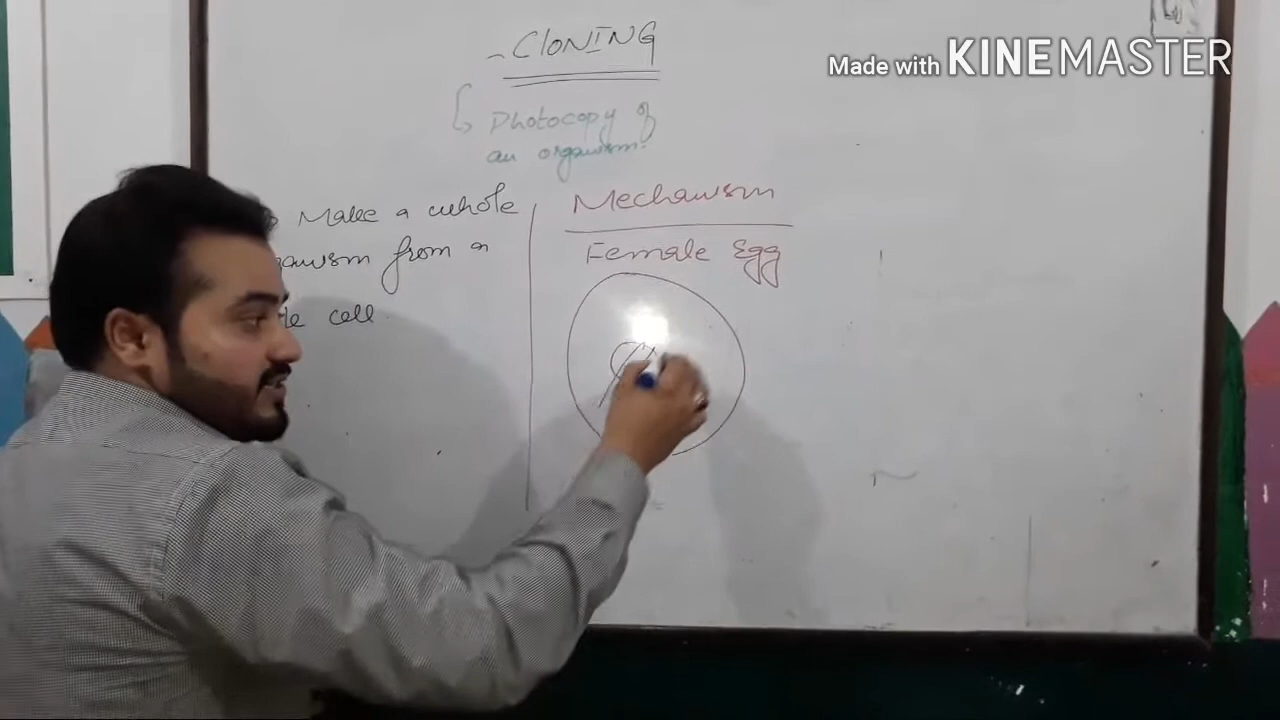 CLONING
Made with KINEMASTER
Photocopy of
an organism.
Make a whole
from a
cell
Mechanism
Female Egg